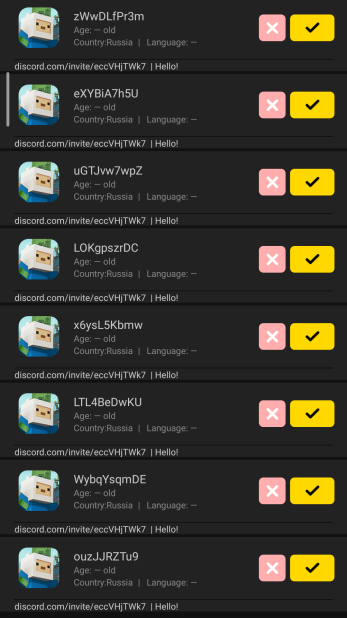 zWwDLfPr3m
Age: — old
Country:Russia | Language: —
discord.com/invite/eccVHjTWk7 | Hello!
eXYBiA7h5U
Age: — old
Country:Russia | Language: —
discord.com/invite/eccVHjTWk7 | Hello!
uGTJvw7wpZ
Age: — old
Country:Russia | Language: —
discord.com/invite/eccVHjTWk7 | Hello!
LOKgpszrDC
Age: — old
Country:Russia | Language: —
discord.com/invite/eccVHjTWk7 | Hello!
x6ysL5Kbmw
Age: — old
Country:Russia | Language: —
discord.com/invite/eccVHjTWk7 | Hello!
LTL4BeDwKU
Age: — old
Country:Russia | Language: —
discord.com/invite/eccVHjTWk7 | Hello!
WybqYsqmDE
Age: — old
Country:Russia | Language: —
discord.com/invite/eccVHjTWk7 | Hello!
ouzJJRZTu9
Age: — old
Country:Russia | Language: —
discord.com/invite/eccVHjTWk7 | Hello!